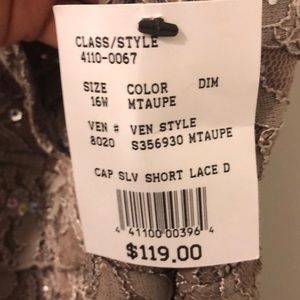 CLASS/STYLE
4110-0067
SIZE COLOR DIM
16W MTAUPE
VEN # VEN STYLE
8020 S356930 MTAUPE
CAP SLV SHORT LACE D
4 41100 00396 4
$119.00